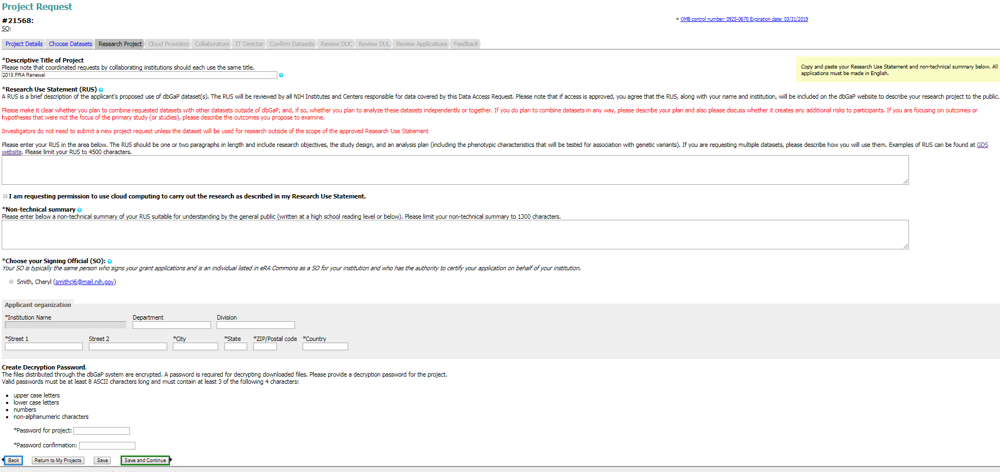 Project Request
#21568:
+ OMB control number: 0925-0670 Expiration date: 03/31/2019
SO:
Project Details Choose Datasets Research Project Cloud Providers Collaborators IT Director Confirm Datasets Review DUC Review DUL Review Applications Feedback
*Descriptive Title of Project
Please note that coordinated requests by collaborating institutions should each use the same title.
2018 PRA Renewal
Copy and paste your Research Use Statement and non-technical summary below. All
applications must be made in English.
*Research Use Statement (RUS)
A RUS is a brief description of the applicant's proposed use of dbGaP dataset(s). The RUS will be reviewed by all NIH Institutes and Centers responsible for data covered by this Data Access Request. Please note that if access is approved, you agree that the RUS, along with your name and institution, will be included on the dbGaP website to describe your research project to the public.
Please make it clear whether you plan to combine requested datasets with other datasets outside of dbGaP, and, if so, whether you plan to analyze these datasets independently or together. If you do plan to combine datasets in any way, please describe your plan and also please discuss whether it creates any additional risks to participants. If you are focusing on outcomes or
hypotheses that were not the focus of the primary study (or studies), please describe the outcomes you propose to examine.
Investigators do not need to submit a new project request unless the dataset will be used for research outside of the scope of the approved Research Use Statement
Please enter your RUS in the area below. The RUS should be one or two paragraphs in length and include research objectives, the study design, and an analysis plan (including the phenotypic characteristics that will be tested for association with genetic variants). If you are requesting multiple datasets, please describe how you will use them. Examples of RUS can be found at GDS
website. Please limit your RUS to 4500 characters.
I am requesting permission to use cloud computing to carry out the research as described in my Research Use Statement.
*Non-technical summary
Please enter below a non-technical summary of your RUS suitable for understanding by the general public (written at a high school reading level or below). Please limit your non-technical summary to 1300 characters.
*Choose your Signing Official (SO):
Your SO is typically the same person who signs your grant applications and is an individual listed in eRA Commons as a SO for your institution and who has the authority to certify your application on behalf of your institution.
Smith, Cheryl (smithcj6@mail.nih.gov)
Applicant organization
*Institution Name Department Division
*Street 1 Street 2 *City *State *ZIP/Postal code *Country
Create Decryption Password.
The files distributed through the dbGaP system are encrypted. A password is required for decrypting downloaded files. Please provide a decryption password for the project.
Valid passwords must be at least 8 ASCII characters long and must contain at least 3 of the following 4 characters:
• upper case letters
• lower case letters
• numbers
• non-alphanumeric characters
*Password for project:
*Password confirmation:
Back Return to My Projects Save Save and Continue